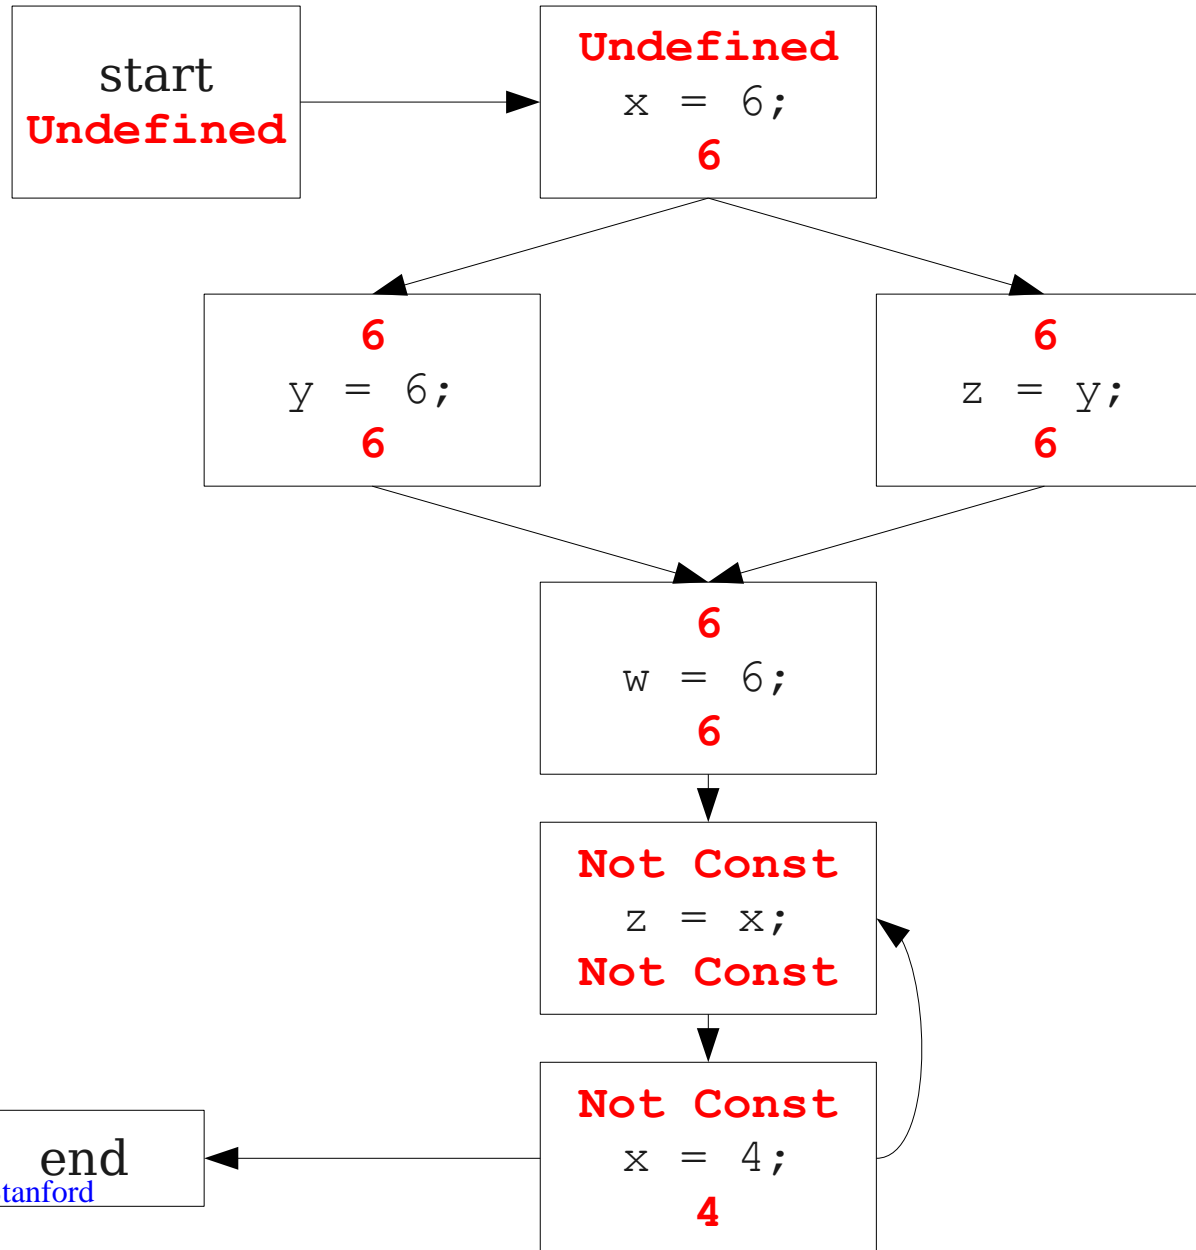 start
Undefined
Undefined
x = 6;
6
6
y = 6;
6
6
z = y;
6
6
w = 6;
6
Not Const
z = x;
Not Const
Not Const
x = 4;
4
end